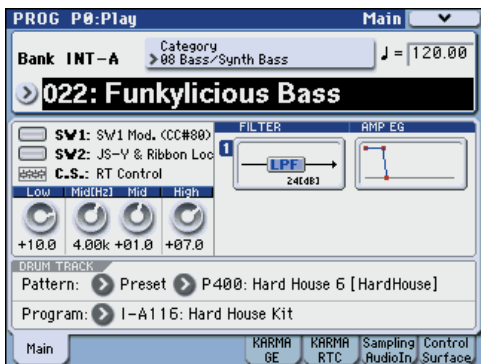 PROG P0:Play Main
Category
Bank INT-A 08 Bass/Synth Bass ♩= 120.00
022: Funkylicious Bass
SW1: SW1 Mod. (CC#80)
SW2: JS-Y & Ribbon Loc
C.S.: RT Control
FILTER AMP EG
1 LPF
24[dB]
Low Mid[Hz] Mid High
+10.0 4.00k +01.0 +07.0
DRUM TRACK
Pattern: Preset P400: Hard House 6 [HardHouse]
Program: I-A116: Hard House Kit
Main KARMA GE KARMA RTC Sampling AudioIn Control Surface